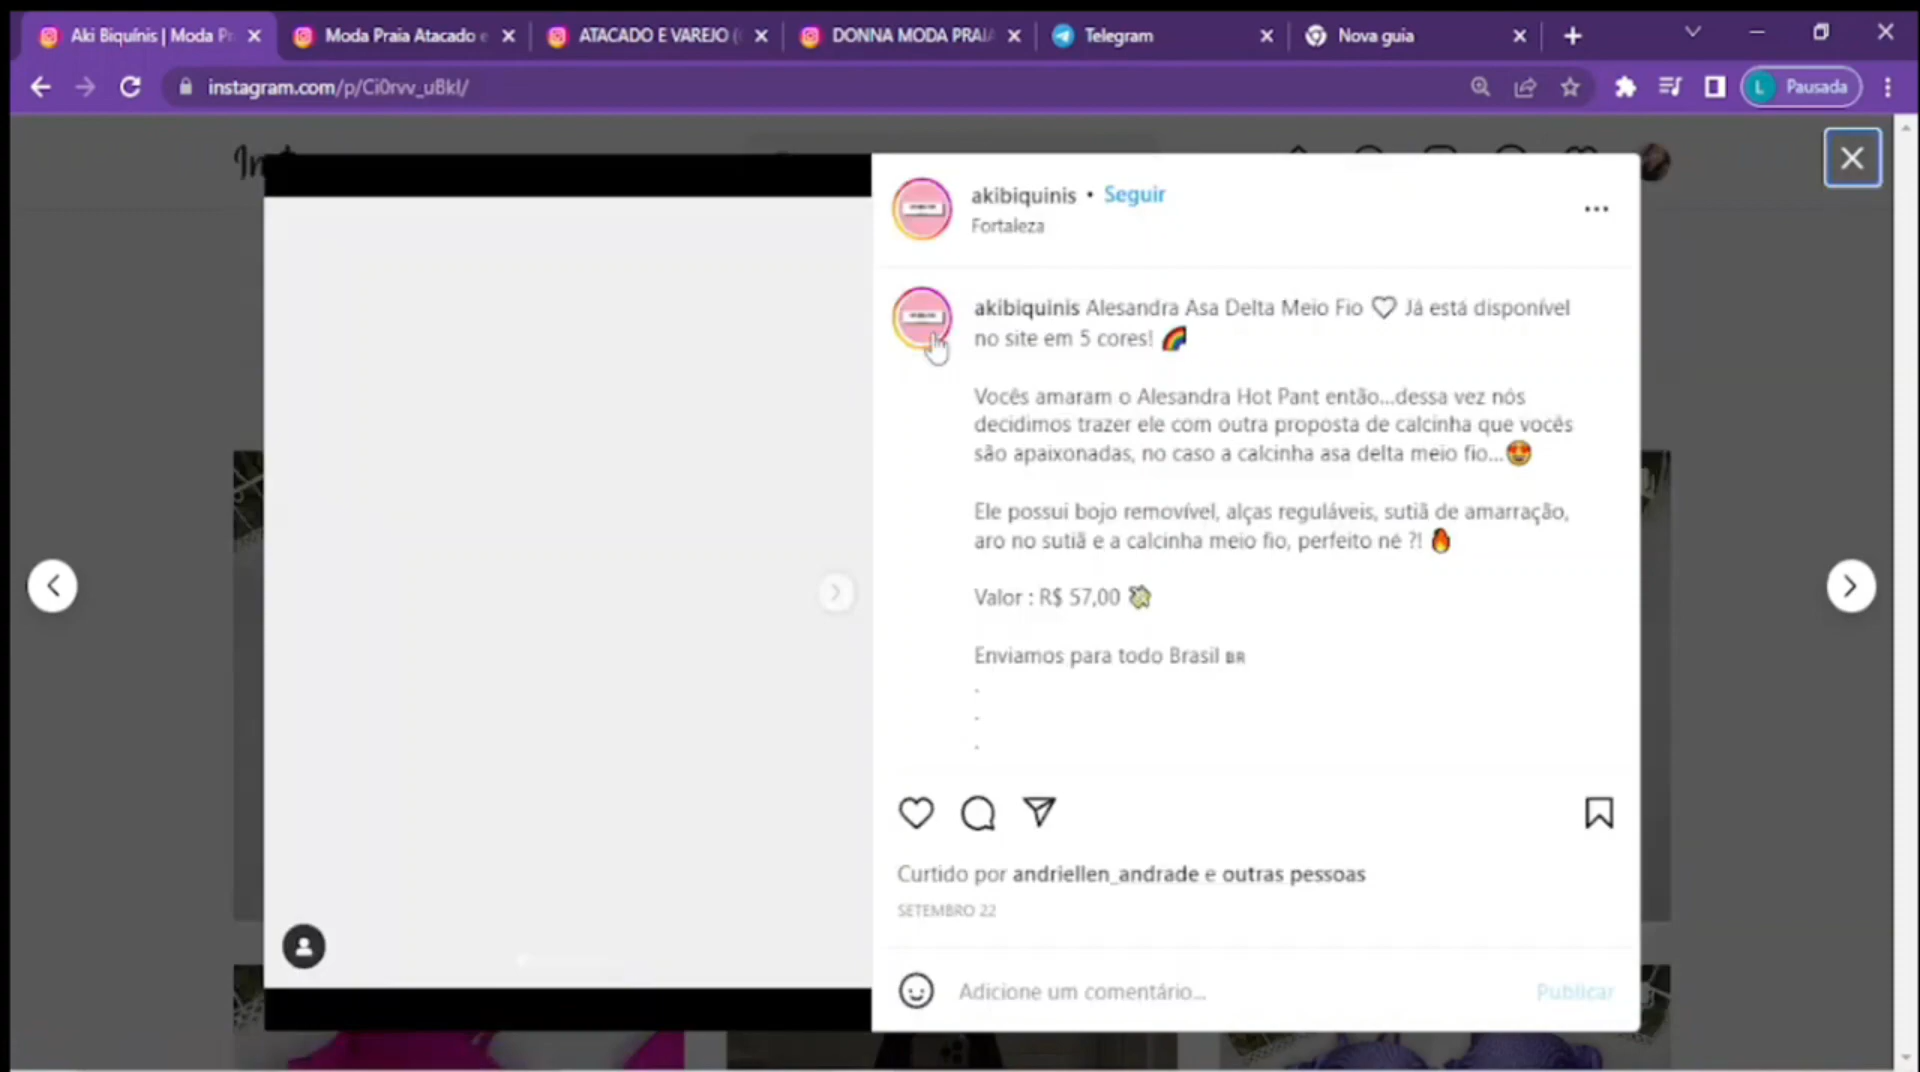 Aki Biquínis | Moda Pr
Moda Praia Atacado e
ATACADO E VAREJO (
DONNA MODA PRAIA
Telegram
Nova guia
instagram.com/p/Ci0rvv_uBkI/
L
Pausada
akibiquinis • Seguir
Fortaleza
akibiquinis Alesandra Asa Delta Meio Fio ♡ Já está disponível
no site em 5 cores! 🌈
Vocês amaram o Alesandra Hot Pant então...dessa vez nós
decidimos trazer ele com outra proposta de calcinha que vocês
são apaixonadas, no caso a calcinha asa delta meio fio...😍
Ele possui bojo removível, alças reguláveis, sutiã de amarração,
aro no sutiã e a calcinha meio fio, perfeito né ?! 🔥
Valor : R$ 57,00 💸
Enviamos para todo Brasil BR
.
.
.
Curtido por andriellen_andrade e outras pessoas
SETEMBRO 22
Adicione um comentário...
Publicar